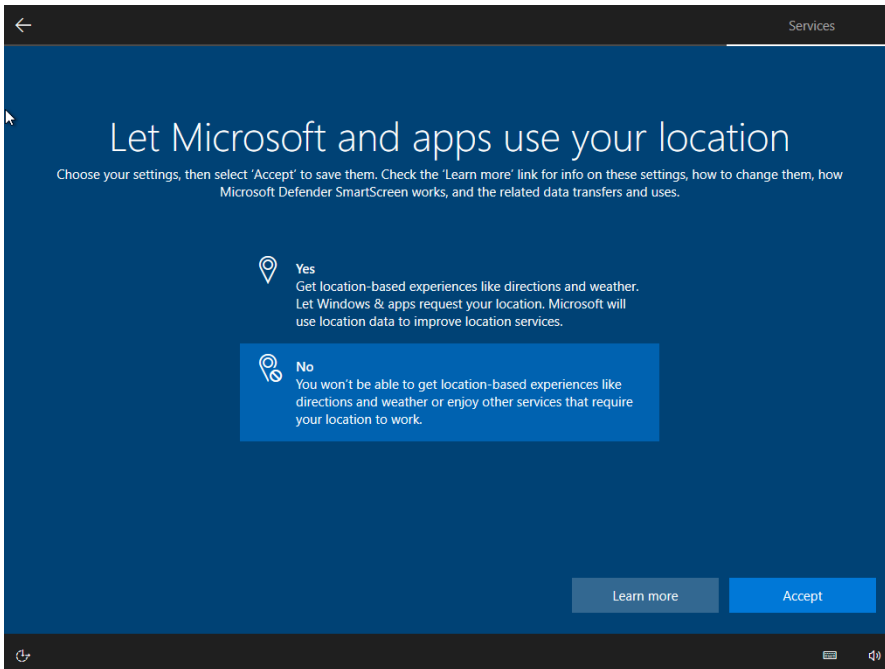 Services
Let Microsoft and apps use your location
Choose your settings, then select ‘Accept’ to save them. Check the ‘Learn more’ link for info on these settings, how to change them, how
Microsoft Defender SmartScreen works, and the related data transfers and uses.
Yes
Get location-based experiences like directions and weather.
Let Windows & apps request your location. Microsoft will
use location data to improve location services.
No
You won’t be able to get location-based experiences like
directions and weather or enjoy other services that require
your location to work.
Learn more
Accept